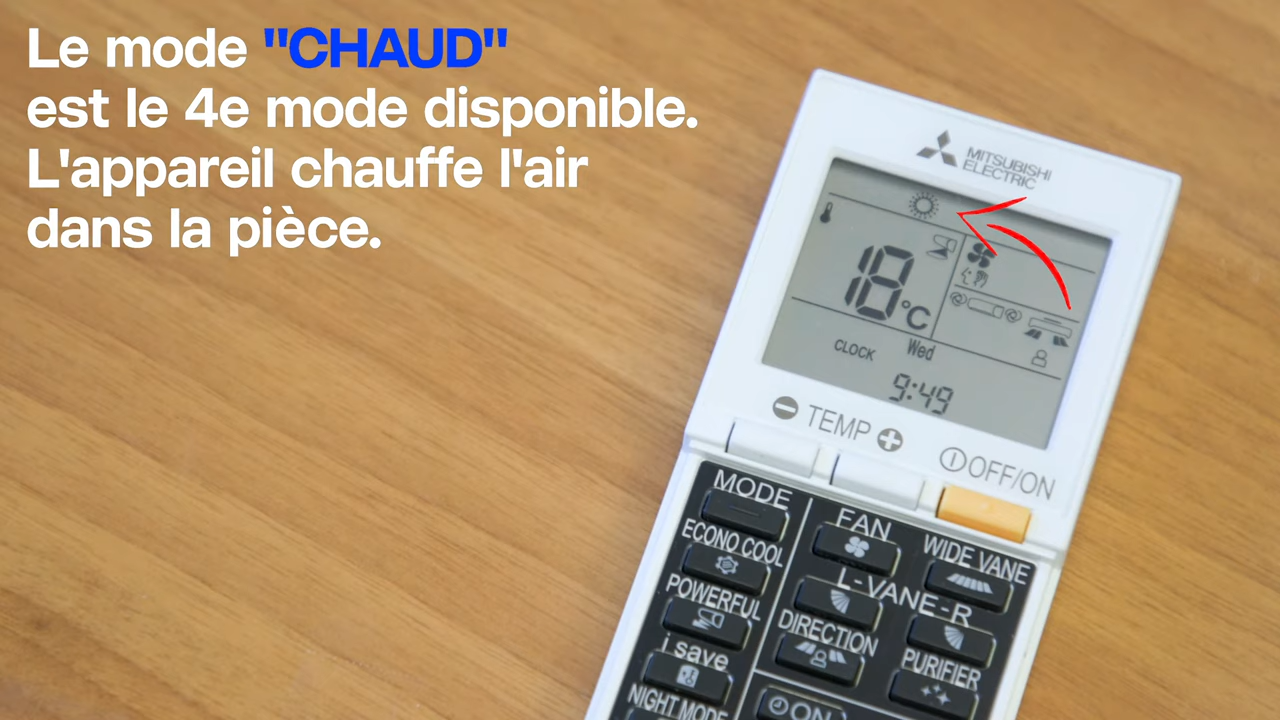 Le mode "CHAUD"
est le 4e mode disponible.
L'appareil chauffe l'air
dans la pièce.
MITSUBISHI
ELECTRIC
18°C
CLOCK Wed
9:49
TEMP
OFF/ON
MODE
FAN
WIDE VANE
ECONO COOL
L-VANE-R
POWERFUL
DIRECTION
PURIFIER
i save
NIGHT MODE
ON